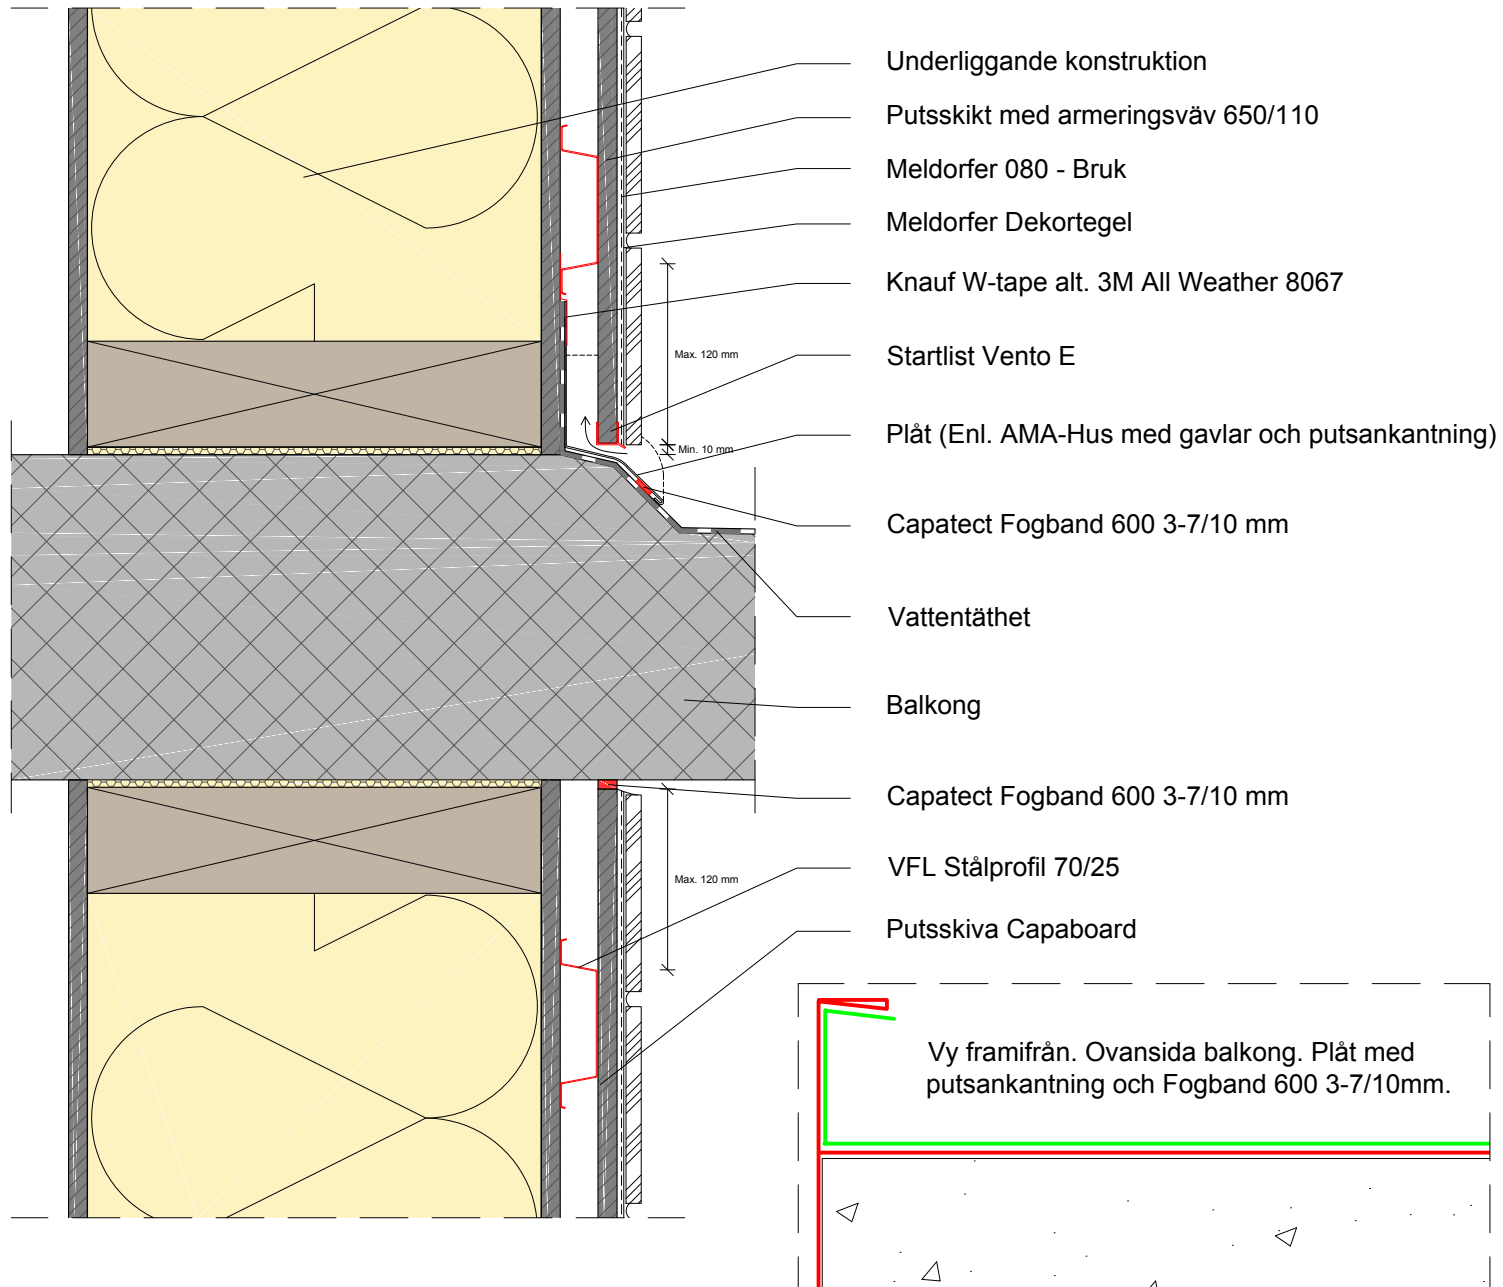 Underliggande konstruktion
Putsskikt med armeringsväv 650/110
Meldorfer 080 - Bruk
Meldorfer Dekortegel
Knauf W-tape alt. 3M All Weather 8067
Max. 120 mm
Startlist Vento E
Plåt (Enl. AMA-Hus med gavlar och putsankantning)
Min. 10 mm
Capatect Fogband 600 3-7/10 mm
Vattentäthet
Balkong
Capatect Fogband 600 3-7/10 mm
VFL Stålprofil 70/25
Max. 120 mm
Putsskiva Capaboard
Vy framifrån. Ovansida balkong. Plåt med
putsankantning och Fogband 600 3-7/10mm.